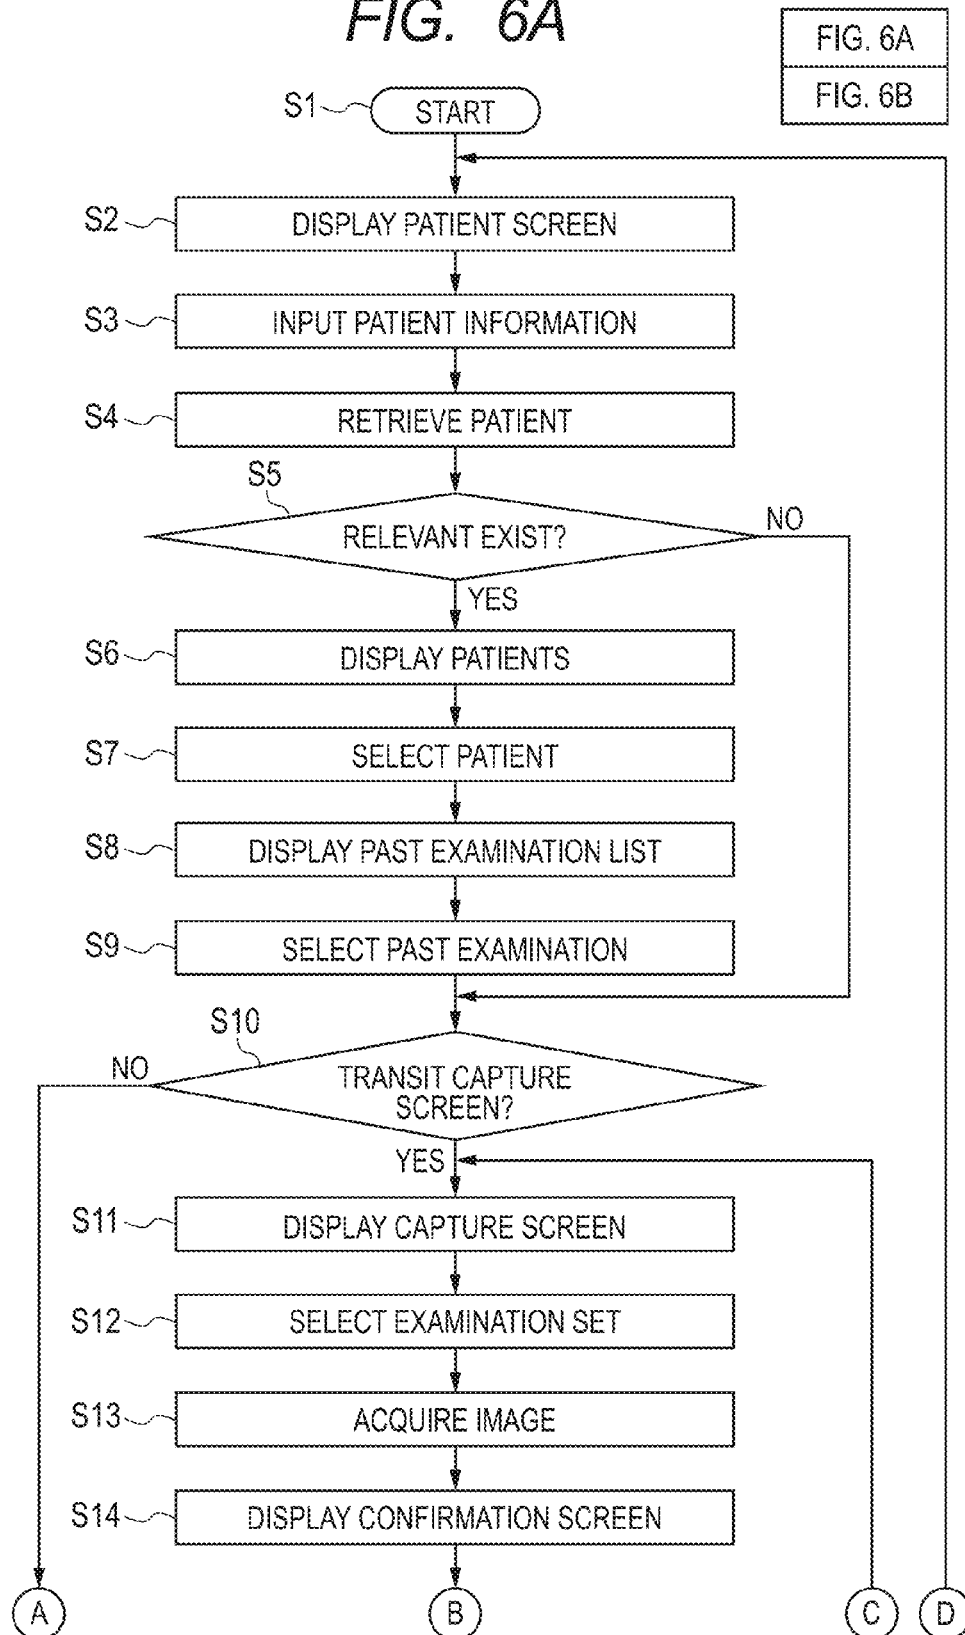 FIG. 6A
FIG. 6A
FIG. 6B
S1
START
S2
DISPLAY PATIENT SCREEN
S3
INPUT PATIENT INFORMATION
S4
RETRIEVE PATIENT
S5
RELEVANT EXIST?
NO
YES
S6
DISPLAY PATIENTS
S7
SELECT PATIENT
S8
DISPLAY PAST EXAMINATION LIST
S9
SELECT PAST EXAMINATION
S10
NO
TRANSIT CAPTURE
SCREEN?
YES
S11
DISPLAY CAPTURE SCREEN
S12
SELECT EXAMINATION SET
S13
ACQUIRE IMAGE
S14
DISPLAY CONFIRMATION SCREEN
A
B
C
D